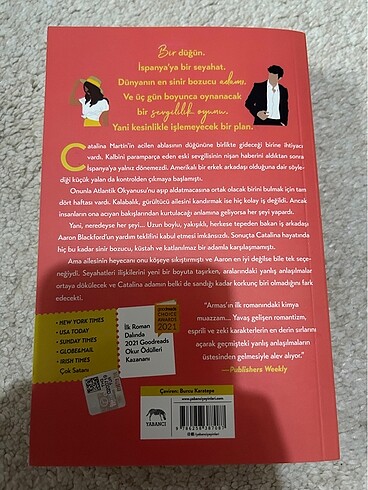 Bir düğün.
İspanya'ya bir seyahat.
Dünyanın en sinir bozucu adamı.
Ve üç gün boyunca oynanacak
bir sevgililik oyunu.
Yani kesinlikle işlemeyecek bir plan.
Catalina Martín'in acilen ablasının düğününe birlikte gideceği birine ihtiyacı
vardı. Kalbini paramparça eden eski sevgilisinin nişan haberini aldıktan sonra
İspanya'ya yalnız dönemezdi. Amerikalı bir erkek arkadaşı olduğuna dair söyle-
diği küçük yalan da kontrolden çıkmaya başlamıştı.
Onunla Atlantik Okyanusu'nu aşıp aldatmacasına ortak olacak birini bulmak için tam
dört haftası vardı. Kalabalık, gürültücü ailesini kandırmak ise hiç kolay iş değildi. Ancak
insanların ona acıyan bakışlarından kurtulacağı anlamına geliyorsa her şeyi yapardı.
Yani, neredeyse her şeyi... Uzun boylu, yakışıklı, herkese tepeden bakan iş arkadaşı
Aaron Blackford'un yardım teklifini kabul etmesi imkânsızdı. Sonuçta Catalina hayatında
hiç bu kadar sinir bozucu, küstah ve katlanılmaz bir adamla karşılaşmamıştı.
Ama ailesinin heyecanı onu köşeye sıkıştırmıştı ve Aaron en iyi değilse bile tek seçe-
neğiydi. Seyahatleri ilişkilerini yeni bir boyuta taşırken, aralarındaki yanlış anlaşılmalar
ortaya dökülecek ve Catalina adamın belki de sandığı kadar korkunç biri olmadığını fark
edecekti.
• NEW YORK TIMES
• USA TODAY
• SUNDAY TIMES
• GLOBE&MAIL
• IRISH TIMES
Çok Satanı
goodreads
CHOICE
AWARDS
2021
İlk Roman
Dalında
2021 Goodreads
Okur Ödülleri
Kazananı
"Armas'ın ilk romanındaki kimya
muazzam... Yavaş gelişen romantizm,
esprili ve zeki karakterlerin en derin sırlarını
açarak geçmişteki yanlış anlaşılmaların
üstesinden gelmesiyle alev alıyor."
—Publishers Weekly
YABANCI
Çeviren: Burcu Karatepe
www.yabanciyayinlari.com